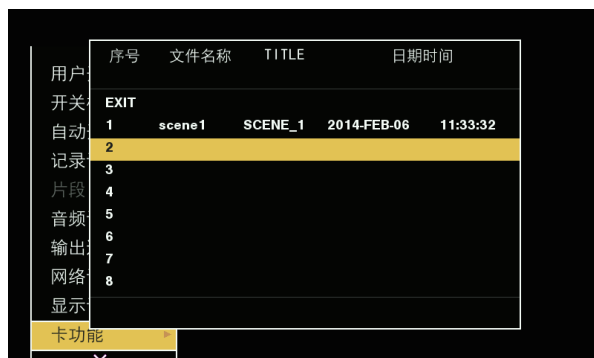 序号 文件名称 TITLE 日期时间
EXIT
1 scene1 SCENE_1 2014-FEB-06 11:33:32
2
3
4
5
6
7
8
用户
开关
自动
记录
片段
音频
输出
网络
显示
卡功能